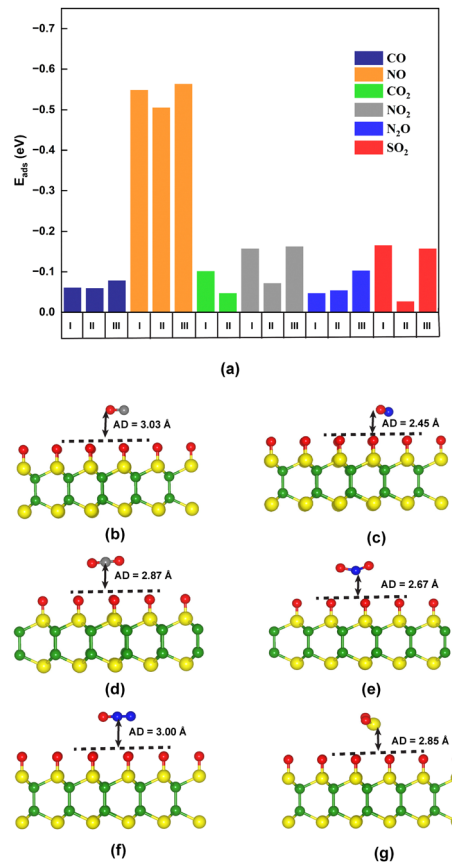 −0.7
−0.6
−0.5
−0.4
−0.3
−0.2
−0.1
0.0
E_ads (eV)
CO
NO
CO₂
NO₂
N₂O
SO₂
I II III I II III I II I II III I II III I II III
(a)
AD = 3.03 Å
(b)
AD = 2.45 Å
(c)
AD = 2.87 Å
(d)
AD = 2.67 Å
(e)
AD = 3.00 Å
(f)
AD = 2.85 Å
(g)